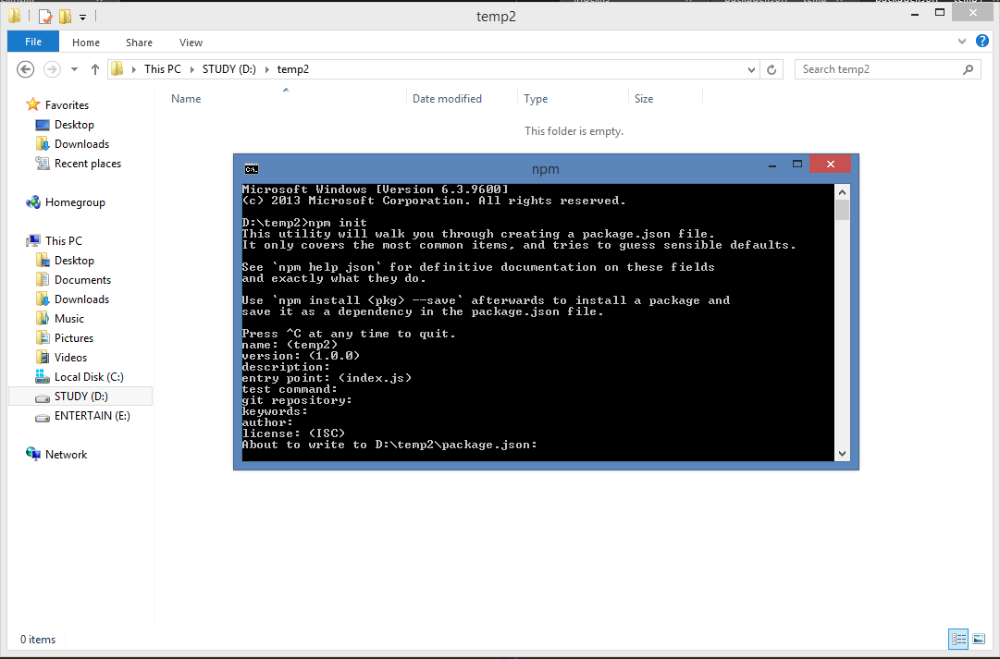 temp2
File Home Share View
This PC STUDY (D:) temp2
Search temp2
Name Date modified Type Size
This folder is empty.
Favorites
Desktop
Downloads
Recent places
Homegroup
This PC
Desktop
Documents
Downloads
Music
Pictures
Videos
Local Disk (C:)
STUDY (D:)
ENTERTAIN (E:)
Network
C:\.
npm
Microsoft Windows [Version 6.3.9600]
(c) 2013 Microsoft Corporation. All rights reserved.
D:\temp2>npm init
This utility will walk you through creating a package.json file.
It only covers the most common items, and tries to guess sensible defaults.
See `npm help json` for definitive documentation on these fields
and exactly what they do.
Use `npm install <pkg> --save` afterwards to install a package and
save it as a dependency in the package.json file.
Press ^C at any time to quit.
name: (temp2)
version: (1.0.0)
description:
entry point: (index.js)
test command:
git repository:
keywords:
author:
license: (ISC)
About to write to D:\temp2\package.json:
0 items